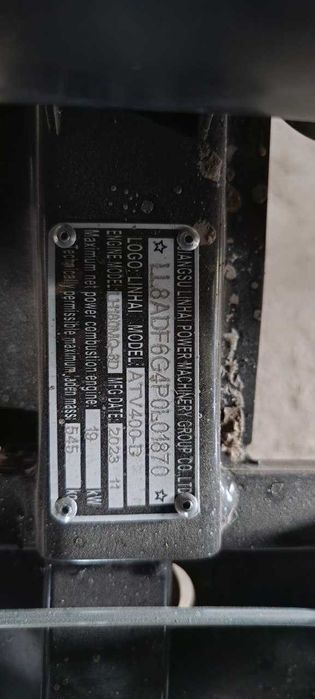 JIANGSU LINHAI POWER MACHINERY GROUP CO.,LTD
☆LL8ADF6G4P0L01870☆
LOGO: LINHAI MODEL: ATV400-D
ENGINE MODEL: MFG DATE: 2023 11
Maximum net power combustion engine: 19 kW
Technically permissible maximum laden mass: 545